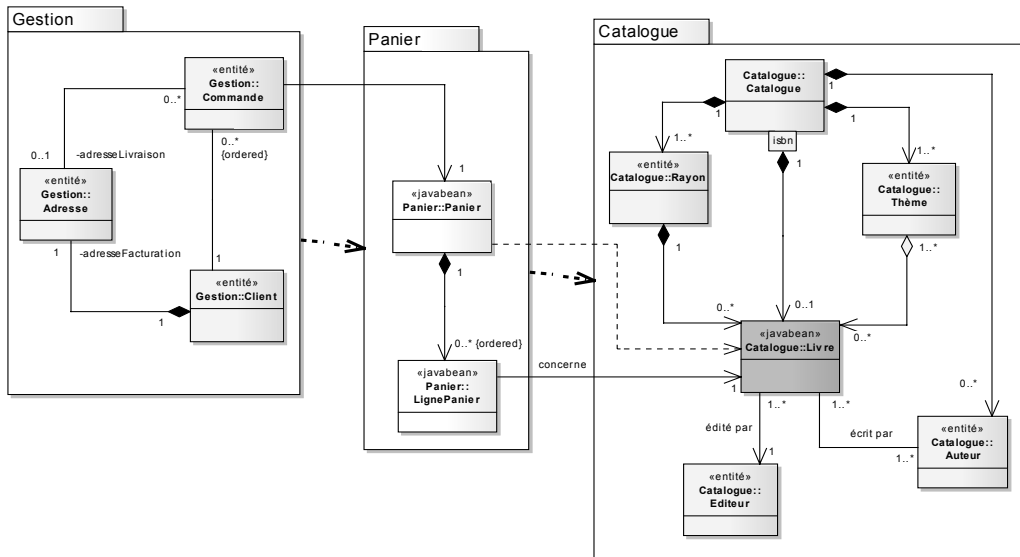 Gestion
Panier
Catalogue
«entité»
Gestion::
Commande
0..*
0..*
{ordered}
-adresseLivraison
0..1
«entité»
Gestion::
Adresse
1
-adresseFacturation
1
«entité»
Gestion::Client
1
1
«javabean»
Panier::Panier
1
0..* {ordered}
«javabean»
Panier::
LignePanier
concerne
1
Catalogue::
Catalogue
1
1
1
isbn
1
1..*
«entité»
Catalogue::Rayon
1
0..*
1..*
«entité»
Catalogue::
Thème
1..*
0..*
0..1
«javabean»
Catalogue::Livre
1..*
1..*
édité par
1
écrit par
1..*
0..*
«entité»
Catalogue::
Auteur
«entité»
Catalogue::
Editeur